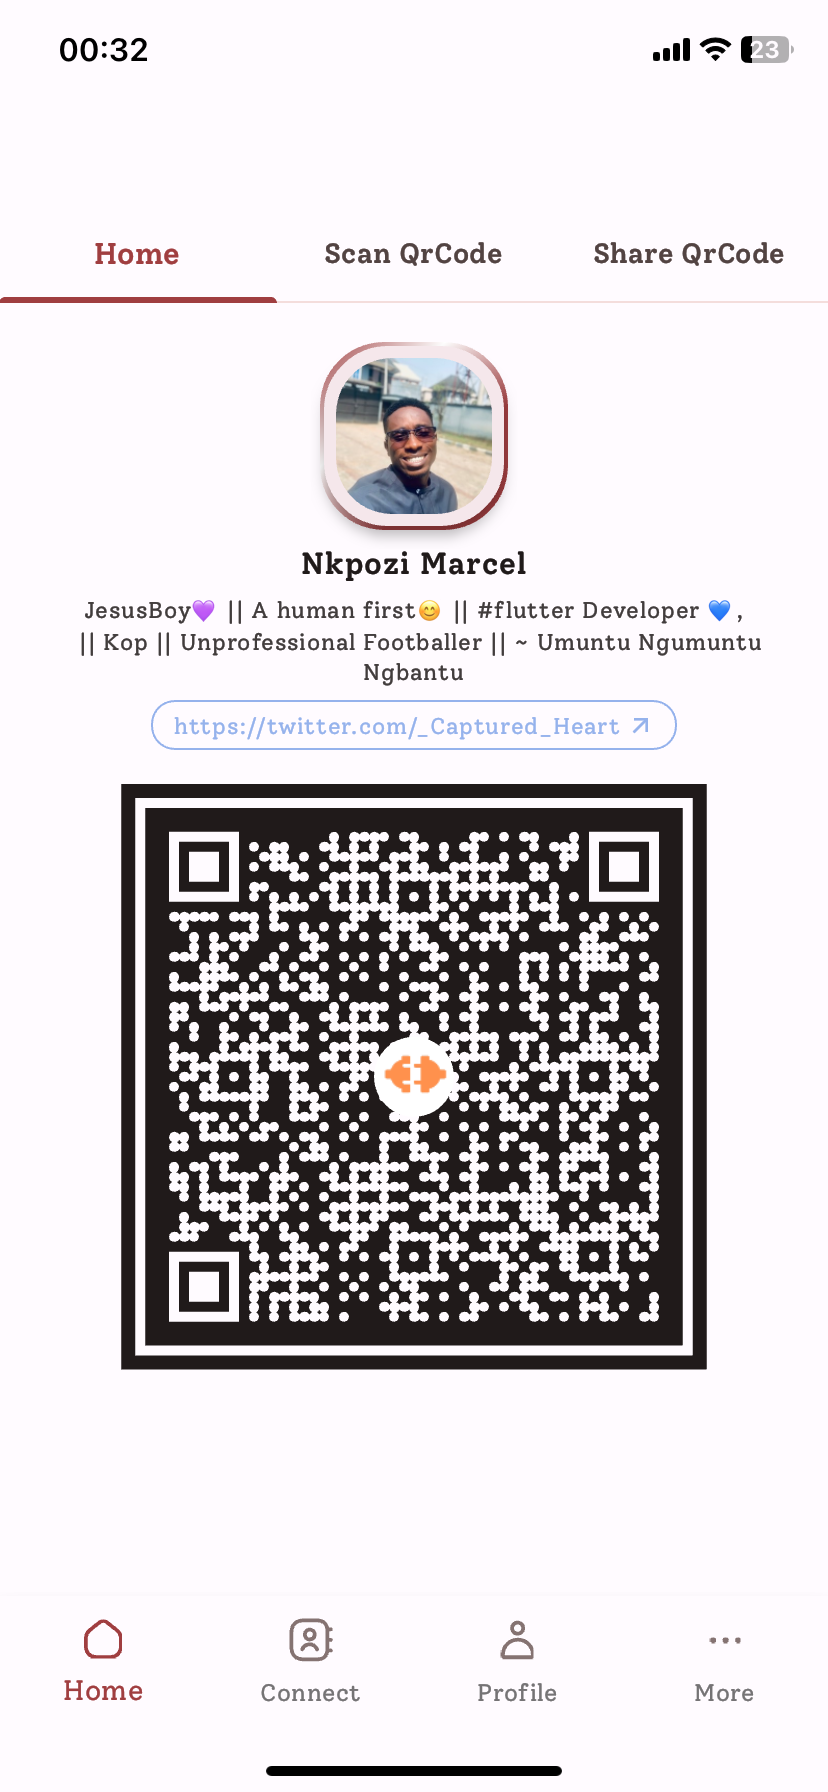 00:32
23
Home
Scan QrCode
Share QrCode
Nkpozi Marcel
JesusBoy💜 || A human first😊 || #flutter Developer 💙,
|| Kop || Unprofessional Footballer || ~ Umuntu Ngumuntu
Ngbantu
https://twitter.com/_Captured_Heart
Home
Connect
Profile
More